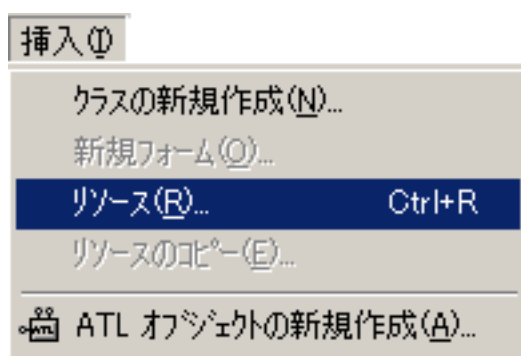 挿入(I)
クラスの新規作成(N)...
新規フォーム(O)...
リソース(R)... Ctrl+R
リソースのコピー(E)...
ATL オブジェクトの新規作成(A)...